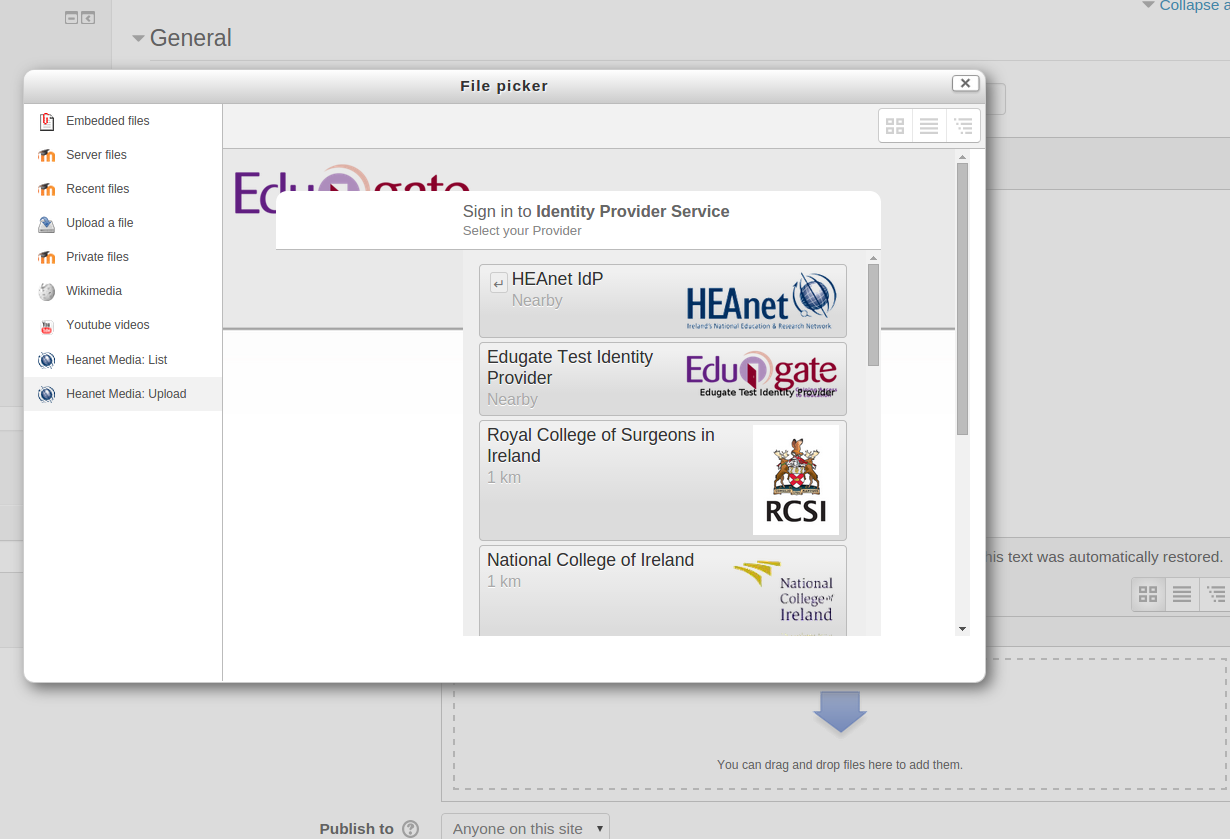 Collapse a
General
File picker
Embedded files
Server files
Recent files
Upload a file
Private files
Wikimedia
Youtube videos
Heanet Media: List
Heanet Media: Upload
Edugate
Sign in to Identity Provider Service
Select your Provider
HEAnet IdP
Nearby
HEAnet
Ireland's National Education & Research Network
Edugate Test Identity
Provider
Nearby
Edugate
Edugate Test Identity Provider
Royal College of Surgeons in
Ireland
1 km
RCSI
National College of Ireland
1 km
National
College of
Ireland
his text was automatically restored.
You can drag and drop files here to add them.
Publish to
Anyone on this site